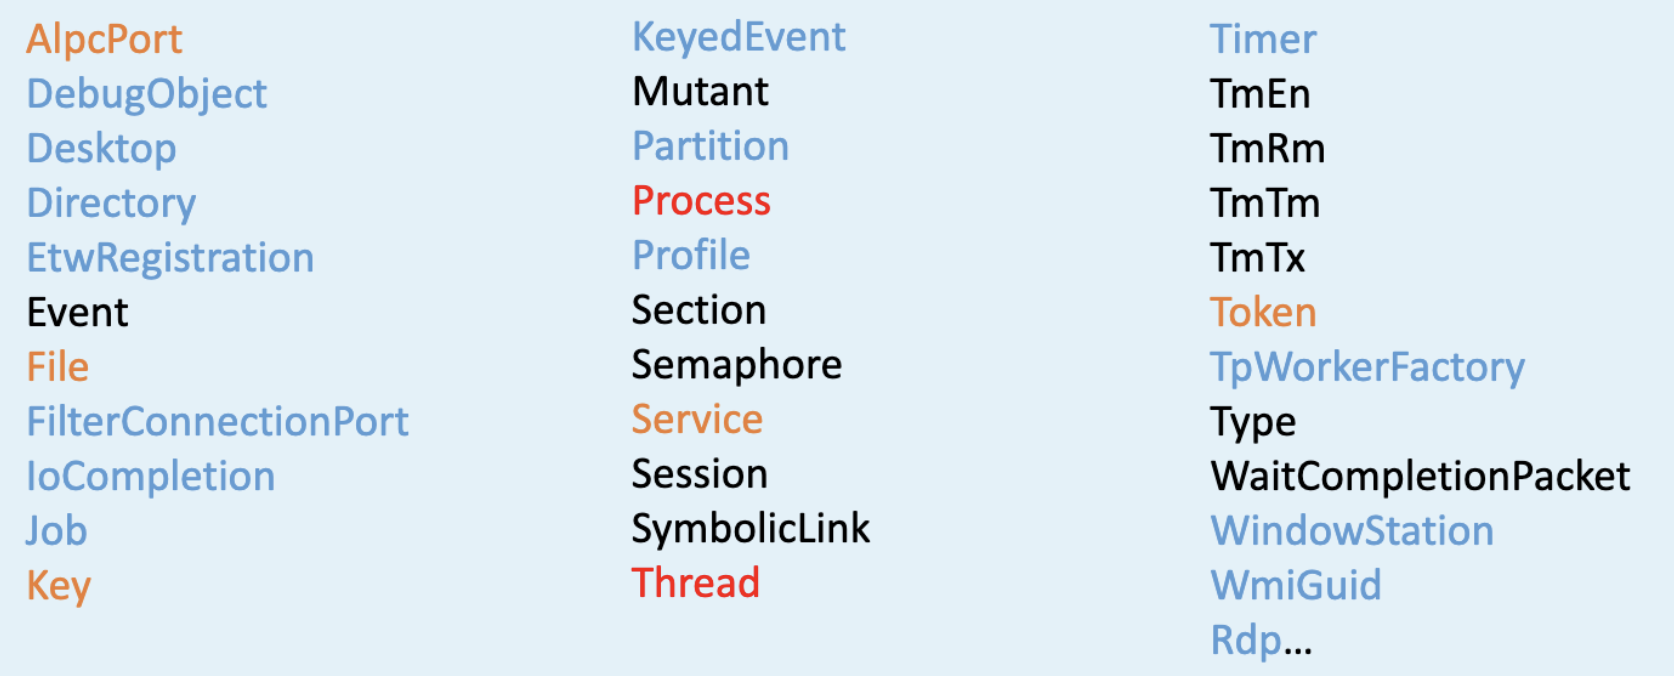 AlpcPort
DebugObject
Desktop
Directory
EtwRegistration
Event
File
FilterConnectionPort
IoCompletion
Job
Key
KeyedEvent
Mutant
Partition
Process
Profile
Section
Semaphore
Service
Session
SymbolicLink
Thread
Timer
TmEn
TmRm
TmTm
TmTx
Token
TpWorkerFactory
Type
WaitCompletionPacket
WindowStation
WmiGuid
Rdp...